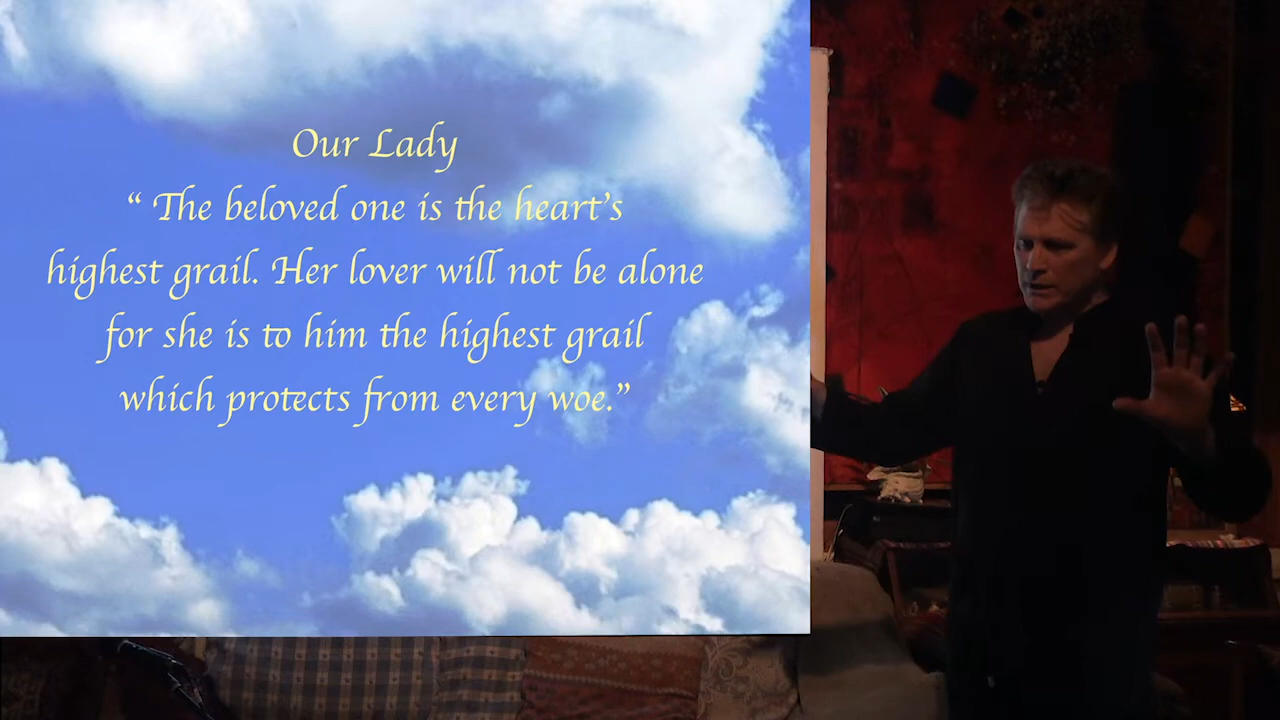 Our Lady
“ The beloved one is the heart’s
highest grail. Her lover will not be alone
for she is to him the highest grail
which protects from every woe.”